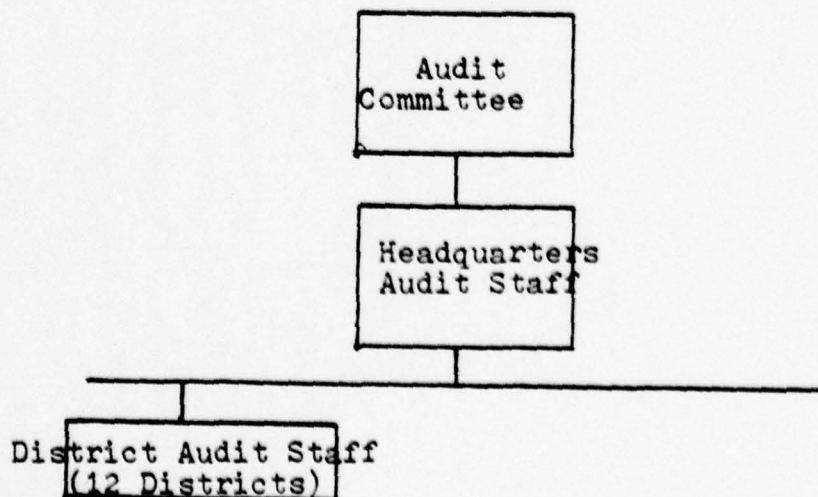 Audit
Committee
Headquarters
Audit Staff
District Audit Staff
(12 Districts)